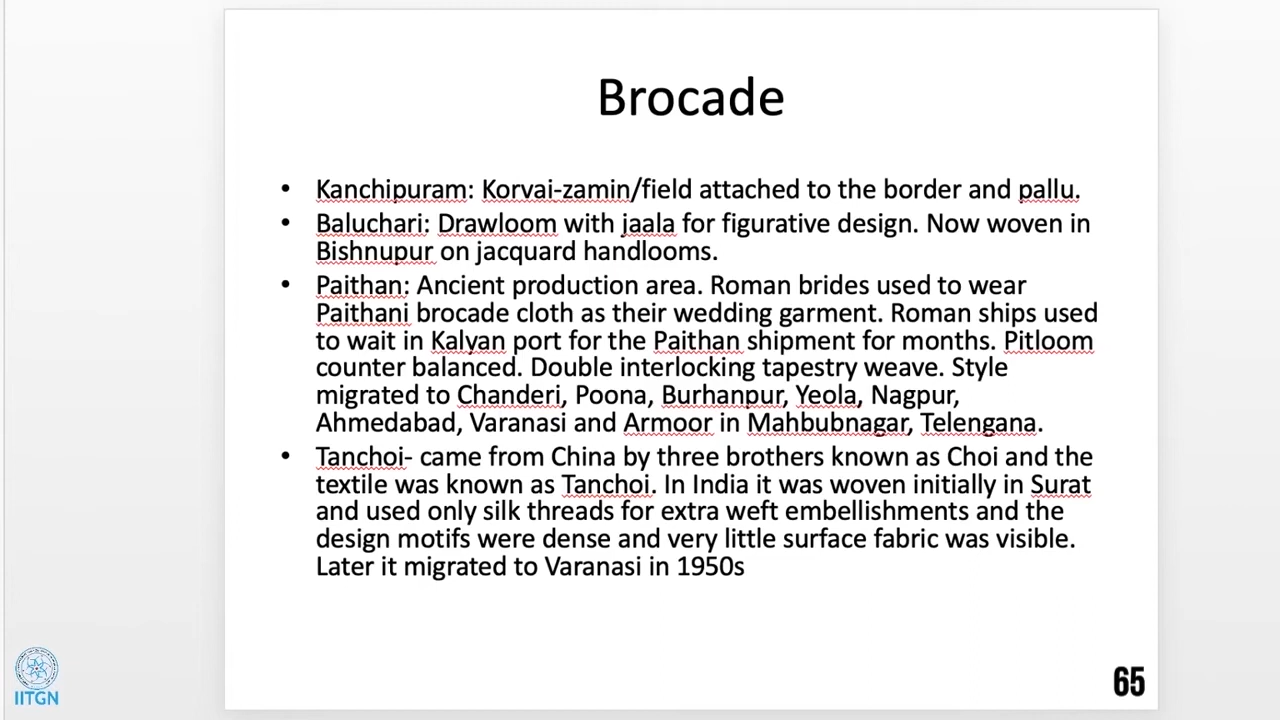 Brocade
• Kanchipuram: Korvai-zamin/field attached to the border and pallu.
• Baluchari: Drawloom with jaala for figurative design. Now woven in
Bishnupur on jacquard handlooms.
• Paithan: Ancient production area. Roman brides used to wear
Paithani brocade cloth as their wedding garment. Roman ships used
to wait in Kalyan port for the Paithan shipment for months. Pitloom
counter balanced. Double interlocking tapestry weave. Style
migrated to Chanderi, Poona, Burhanpur, Yeola, Nagpur,
Ahmedabad, Varanasi and Armoor in Mahbubnagar, Telengana.
• Tanchoi- came from China by three brothers known as Choi and the
textile was known as Tanchoi. In India it was woven initially in Surat
and used only silk threads for extra weft embellishments and the
design motifs were dense and very little surface fabric was visible.
Later it migrated to Varanasi in 1950s
IITGN
65